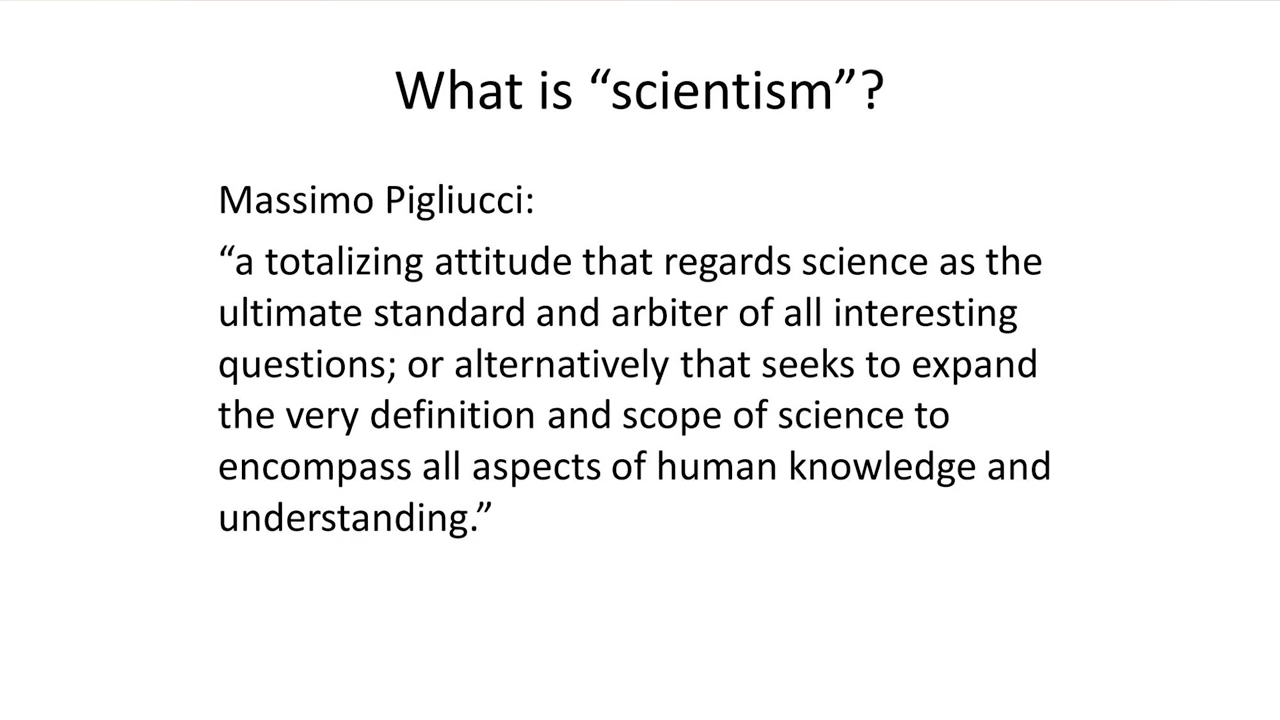 What is “scientism”?
Massimo Pigliucci:
“a totalizing attitude that regards science as the
ultimate standard and arbiter of all interesting
questions; or alternatively that seeks to expand
the very definition and scope of science to
encompass all aspects of human knowledge and
understanding.”